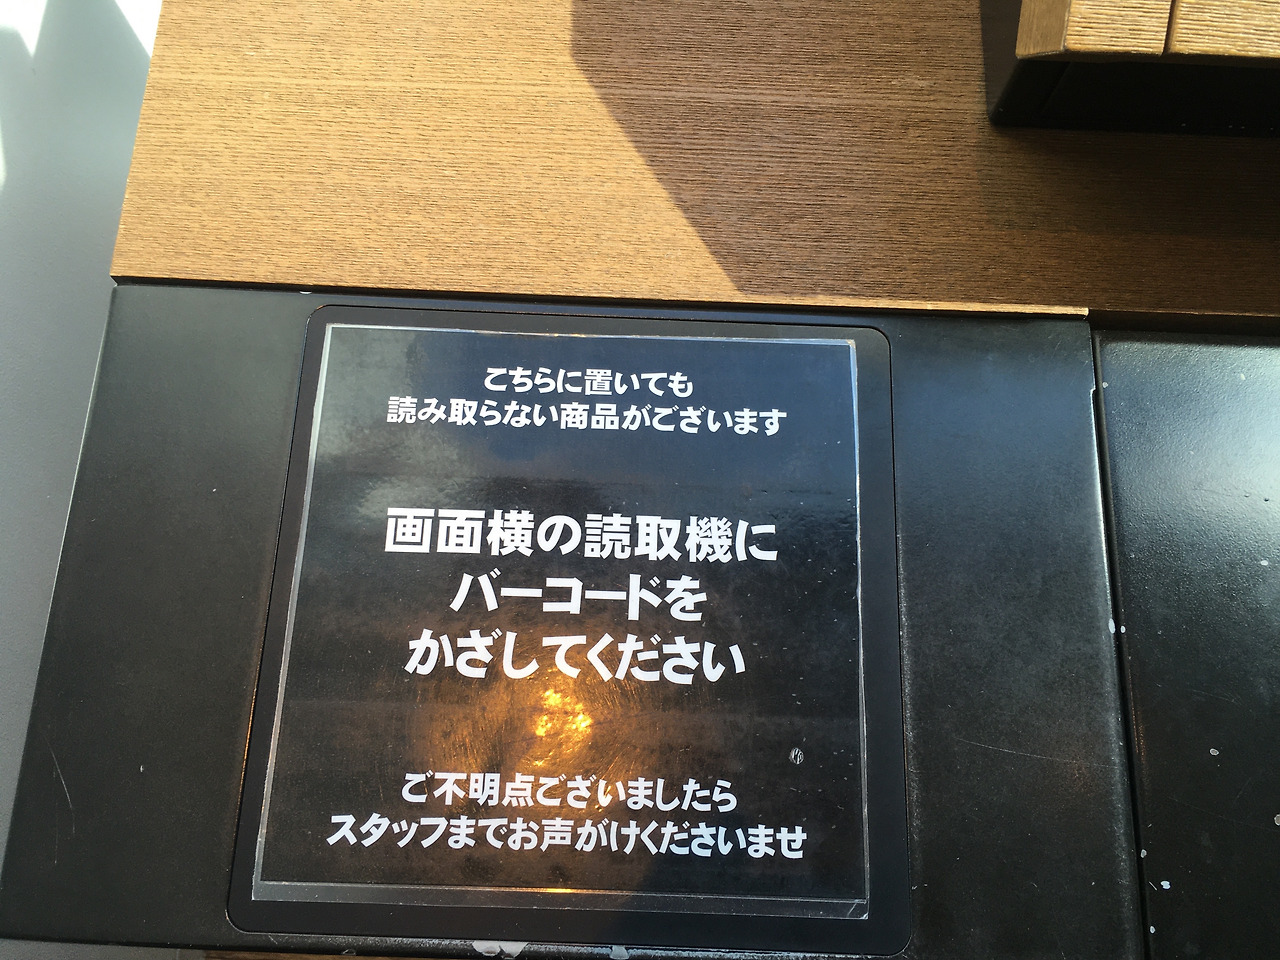 こちらに置いても
読み取らない商品がございます
画面横の読取機に
バーコードを
かざしてください
ご不明点ございましたら
スタッフまでお声がけくださいませ